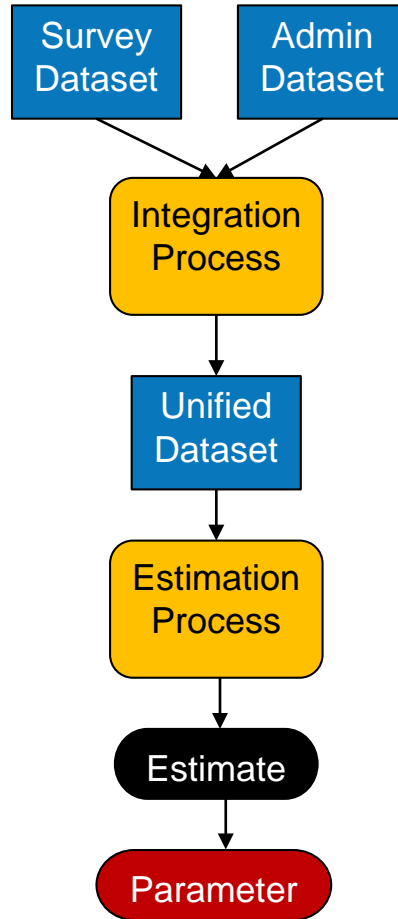 Survey
Dataset
Admin
Dataset
Integration
Process
Unified
Dataset
Estimation
Process
Estimate
Parameter